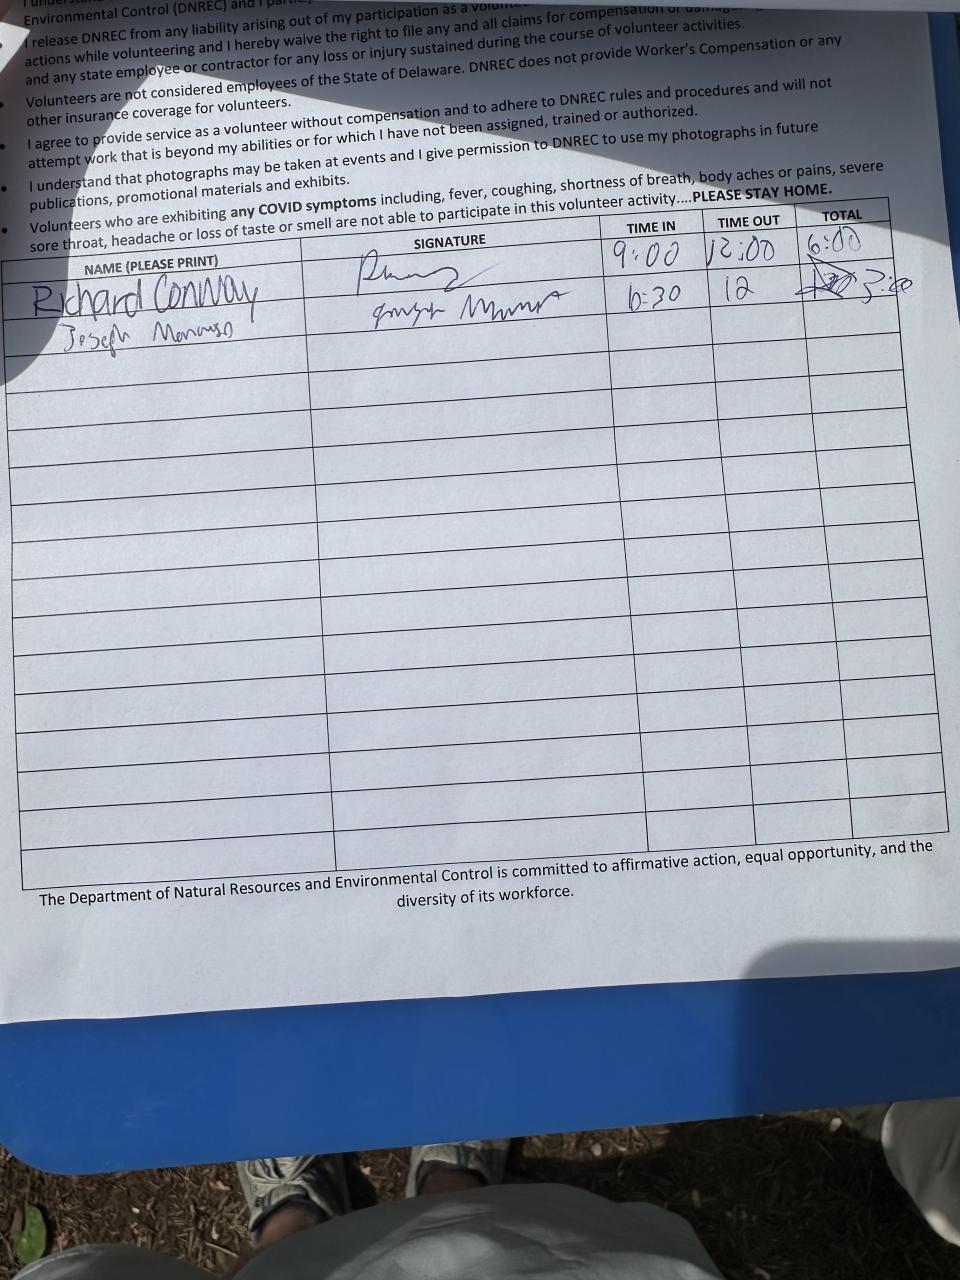 Environmental Control (DNREC) and I
I release DNREC from any liability arising out of my participation as a
actions while volunteering and I hereby waive the right to file any and all claims for compensation or
and any state employee or contractor for any loss or injury sustained during the course of volunteer activities.
Volunteers are not considered employees of the State of Delaware. DNREC does not provide Worker's Compensation or any
other insurance coverage for volunteers.
I agree to provide service as a volunteer without compensation and to adhere to DNREC rules and procedures and will not
attempt work that is beyond my abilities or for which I have not been assigned, trained or authorized.
I understand that photographs may be taken at events and I give permission to DNREC to use my photographs in future
publications, promotional materials and exhibits.
Volunteers who are exhibiting any COVID symptoms including, fever, coughing, shortness of breath, body aches or pains, severe
sore throat, headache or loss of taste or smell are not able to participate in this volunteer activity....PLEASE STAY HOME.
NAME (PLEASE PRINT) SIGNATURE TIME IN TIME OUT TOTAL
Richard Conway 9:00 12:00 6:00
Joseph 12 3:00
The Department of Natural Resources and Environmental Control is committed to affirmative action, equal opportunity, and the
diversity of its workforce.